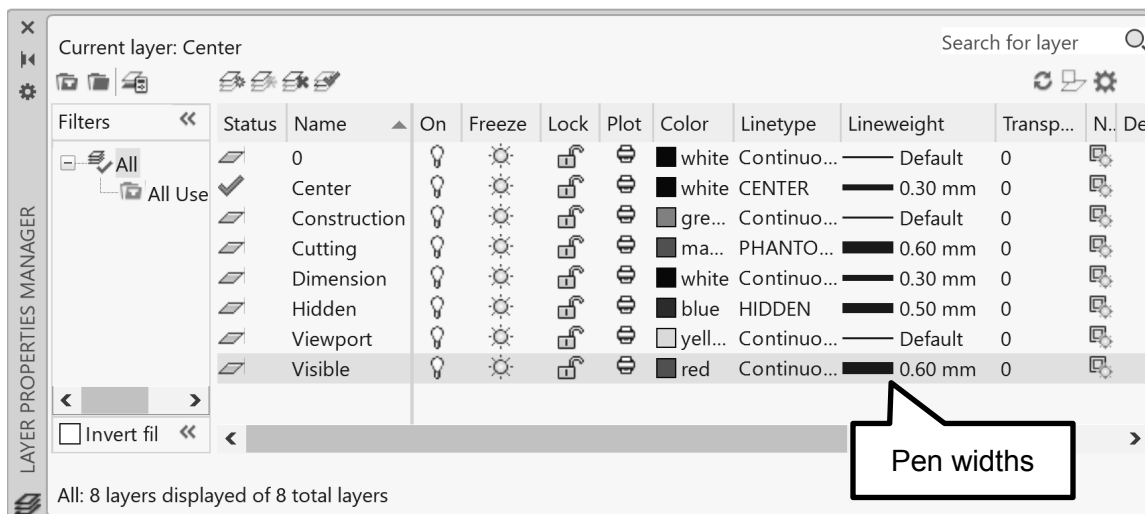 Current layer: Center
Search for layer
Filters
Status Name On Freeze Lock Plot Color Linetype Lineweight Transp... N.. De
All
All Use
0 white Continuo... Default 0
Center white CENTER 0.30 mm 0
Construction gre... Continuo... Default 0
Cutting ma... PHANTO... 0.60 mm 0
Dimension white Continuo... 0.30 mm 0
Hidden blue HIDDEN 0.50 mm 0
Viewport yell... Continuo... Default 0
Visible red Continuo... 0.60 mm 0
Invert fil
Pen widths
All: 8 layers displayed of 8 total layers
LAYER PROPERTIES MANAGER